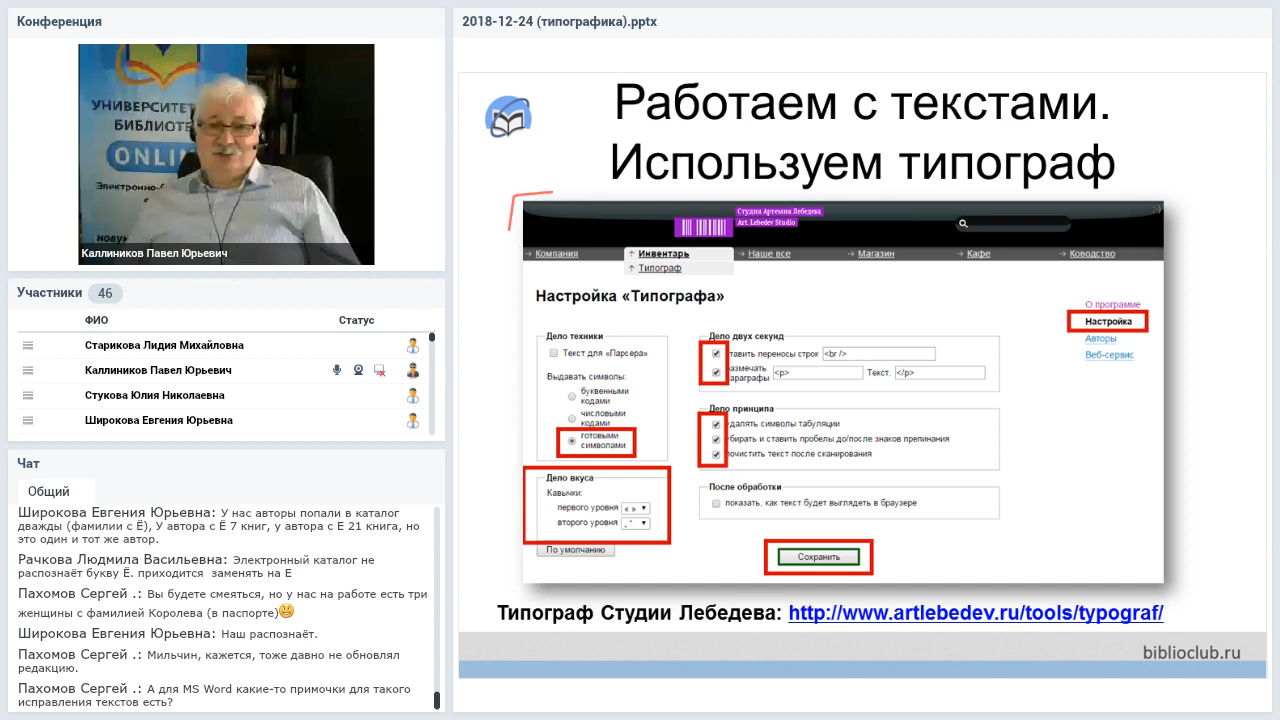 Конференция
УНИВЕРСИТЕ
БИБЛИОТЕ
ONLIN
Каллиников Павел Юрьевич
Участники 46
ФИО Статус
Старикова Лидия Михайловна
Каллиников Павел Юрьевич
Стукова Юлия Николаевна
Широкова Евгения Юрьевна
Чат
Общий
Широкова Евгения Юрьевна: У нас авторы попали в каталог
дважды (фамилии с Ё), У автора с Ё 7 книг, у автора с Е 21 книга, но
это один и тот же автор.
Рачкова Людмила Васильевна: Электронный каталог не
распознаёт букву Ё. приходится заменять на Е
Пахомов Сергей .: Вы будете смеяться, но у нас на работе есть три
женщины с фамилией Королева (в паспорте)
Широкова Евгения Юрьевна: Наш распознаёт.
Пахомов Сергей .: Мильчин, кажется, тоже давно не обновлял
редакцию.
Пахомов Сергей .: А для MS Word какие-то примочки для такого
исправления текстов есть?
2018-12-24 (типографика).pptx
Работаем с текстами.
Используем типограф
Студия Артемия Лебедева
Art. Lebedev Studio
Компания Инвентарь Наше все Магазин Кафе Ководство
Типограф
Настройка «Типографа»
О программе
Настройка
Авторы
Веб-сервис
Дело техники
Текст для «Парсера»
Выдавать символы:
буквенными
кодами
числовыми
кодами
готовыми
символами
Дело вкуса
Кавычки:
первого уровня « »
второго уровня „ “
По умолчанию
Дело двух секунд
тавить переносы строк <br />
азмечать
араграфы <p> Текст. </p>
Дело принципа
далять символы табуляции
бирать и ставить пробелы до/после знаков препинания
очистить текст после сканирования
После обработки
показать, как текст будет выглядеть в браузере
Сохранить
Типограф Студии Лебедева: http://www.artlebedev.ru/tools/typograf/
biblioclub.ru